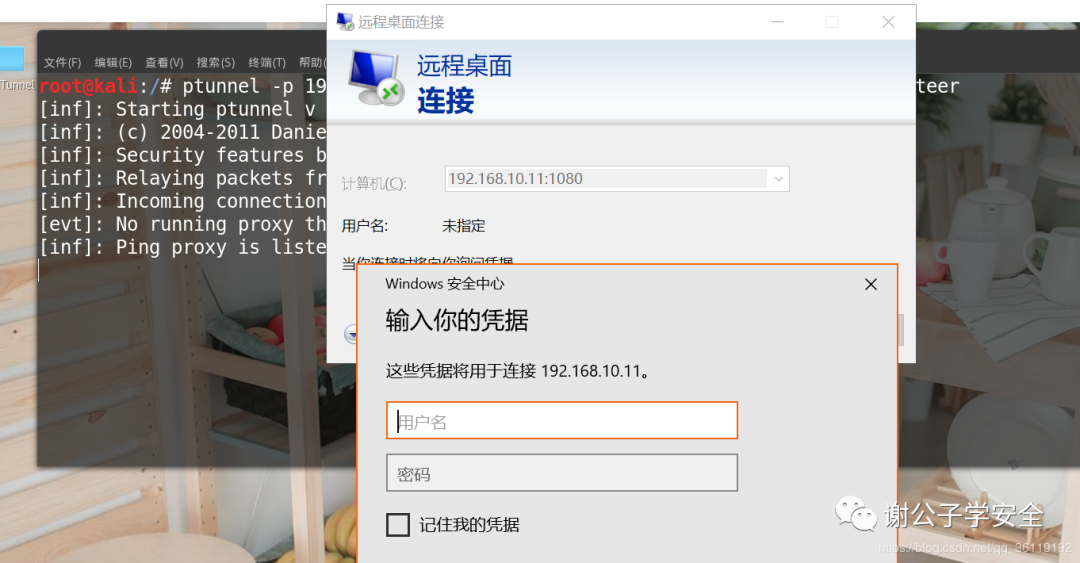 远程桌面连接
文件(F) 编辑(E) 查看(V) 搜索(S) 终端(T) 帮助(
远程桌面
连接
Tunnel
root@kali:/# ptunnel -p 19
teer
[inf]: Starting ptunnel v
[inf]: (c) 2004-2011 Danie
[inf]: Security features b
[inf]: Relaying packets fr
[inf]: Incoming connection
[evt]: No running proxy th
[inf]: Ping proxy is liste
计算机(C): 192.168.10.11:1080
用户名: 未指定
当你连接时将向你询问凭据
Windows 安全中心
输入你的凭据
这些凭据将用于连接 192.168.10.11。
用户名
密码
记住我的凭据
谢公子学安全
https://blog.csdn.net/qq_36119192